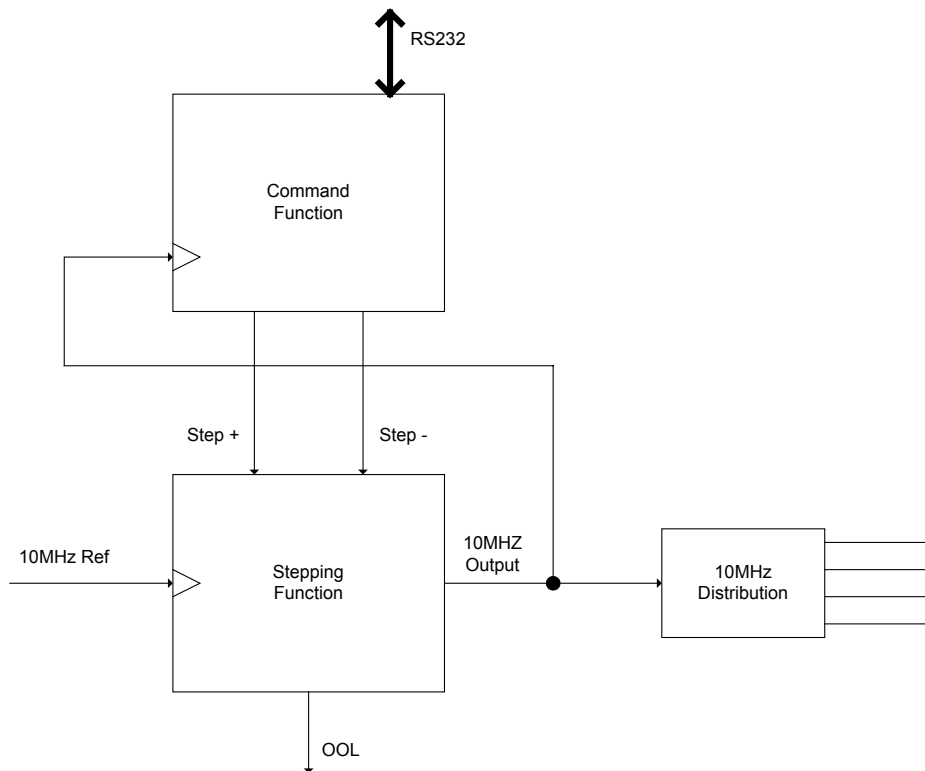 RS232
Command
Function
Step +
Step -
10MHz Ref
Stepping
Function
10MHZ
Output
10MHz
Distribution
OOL